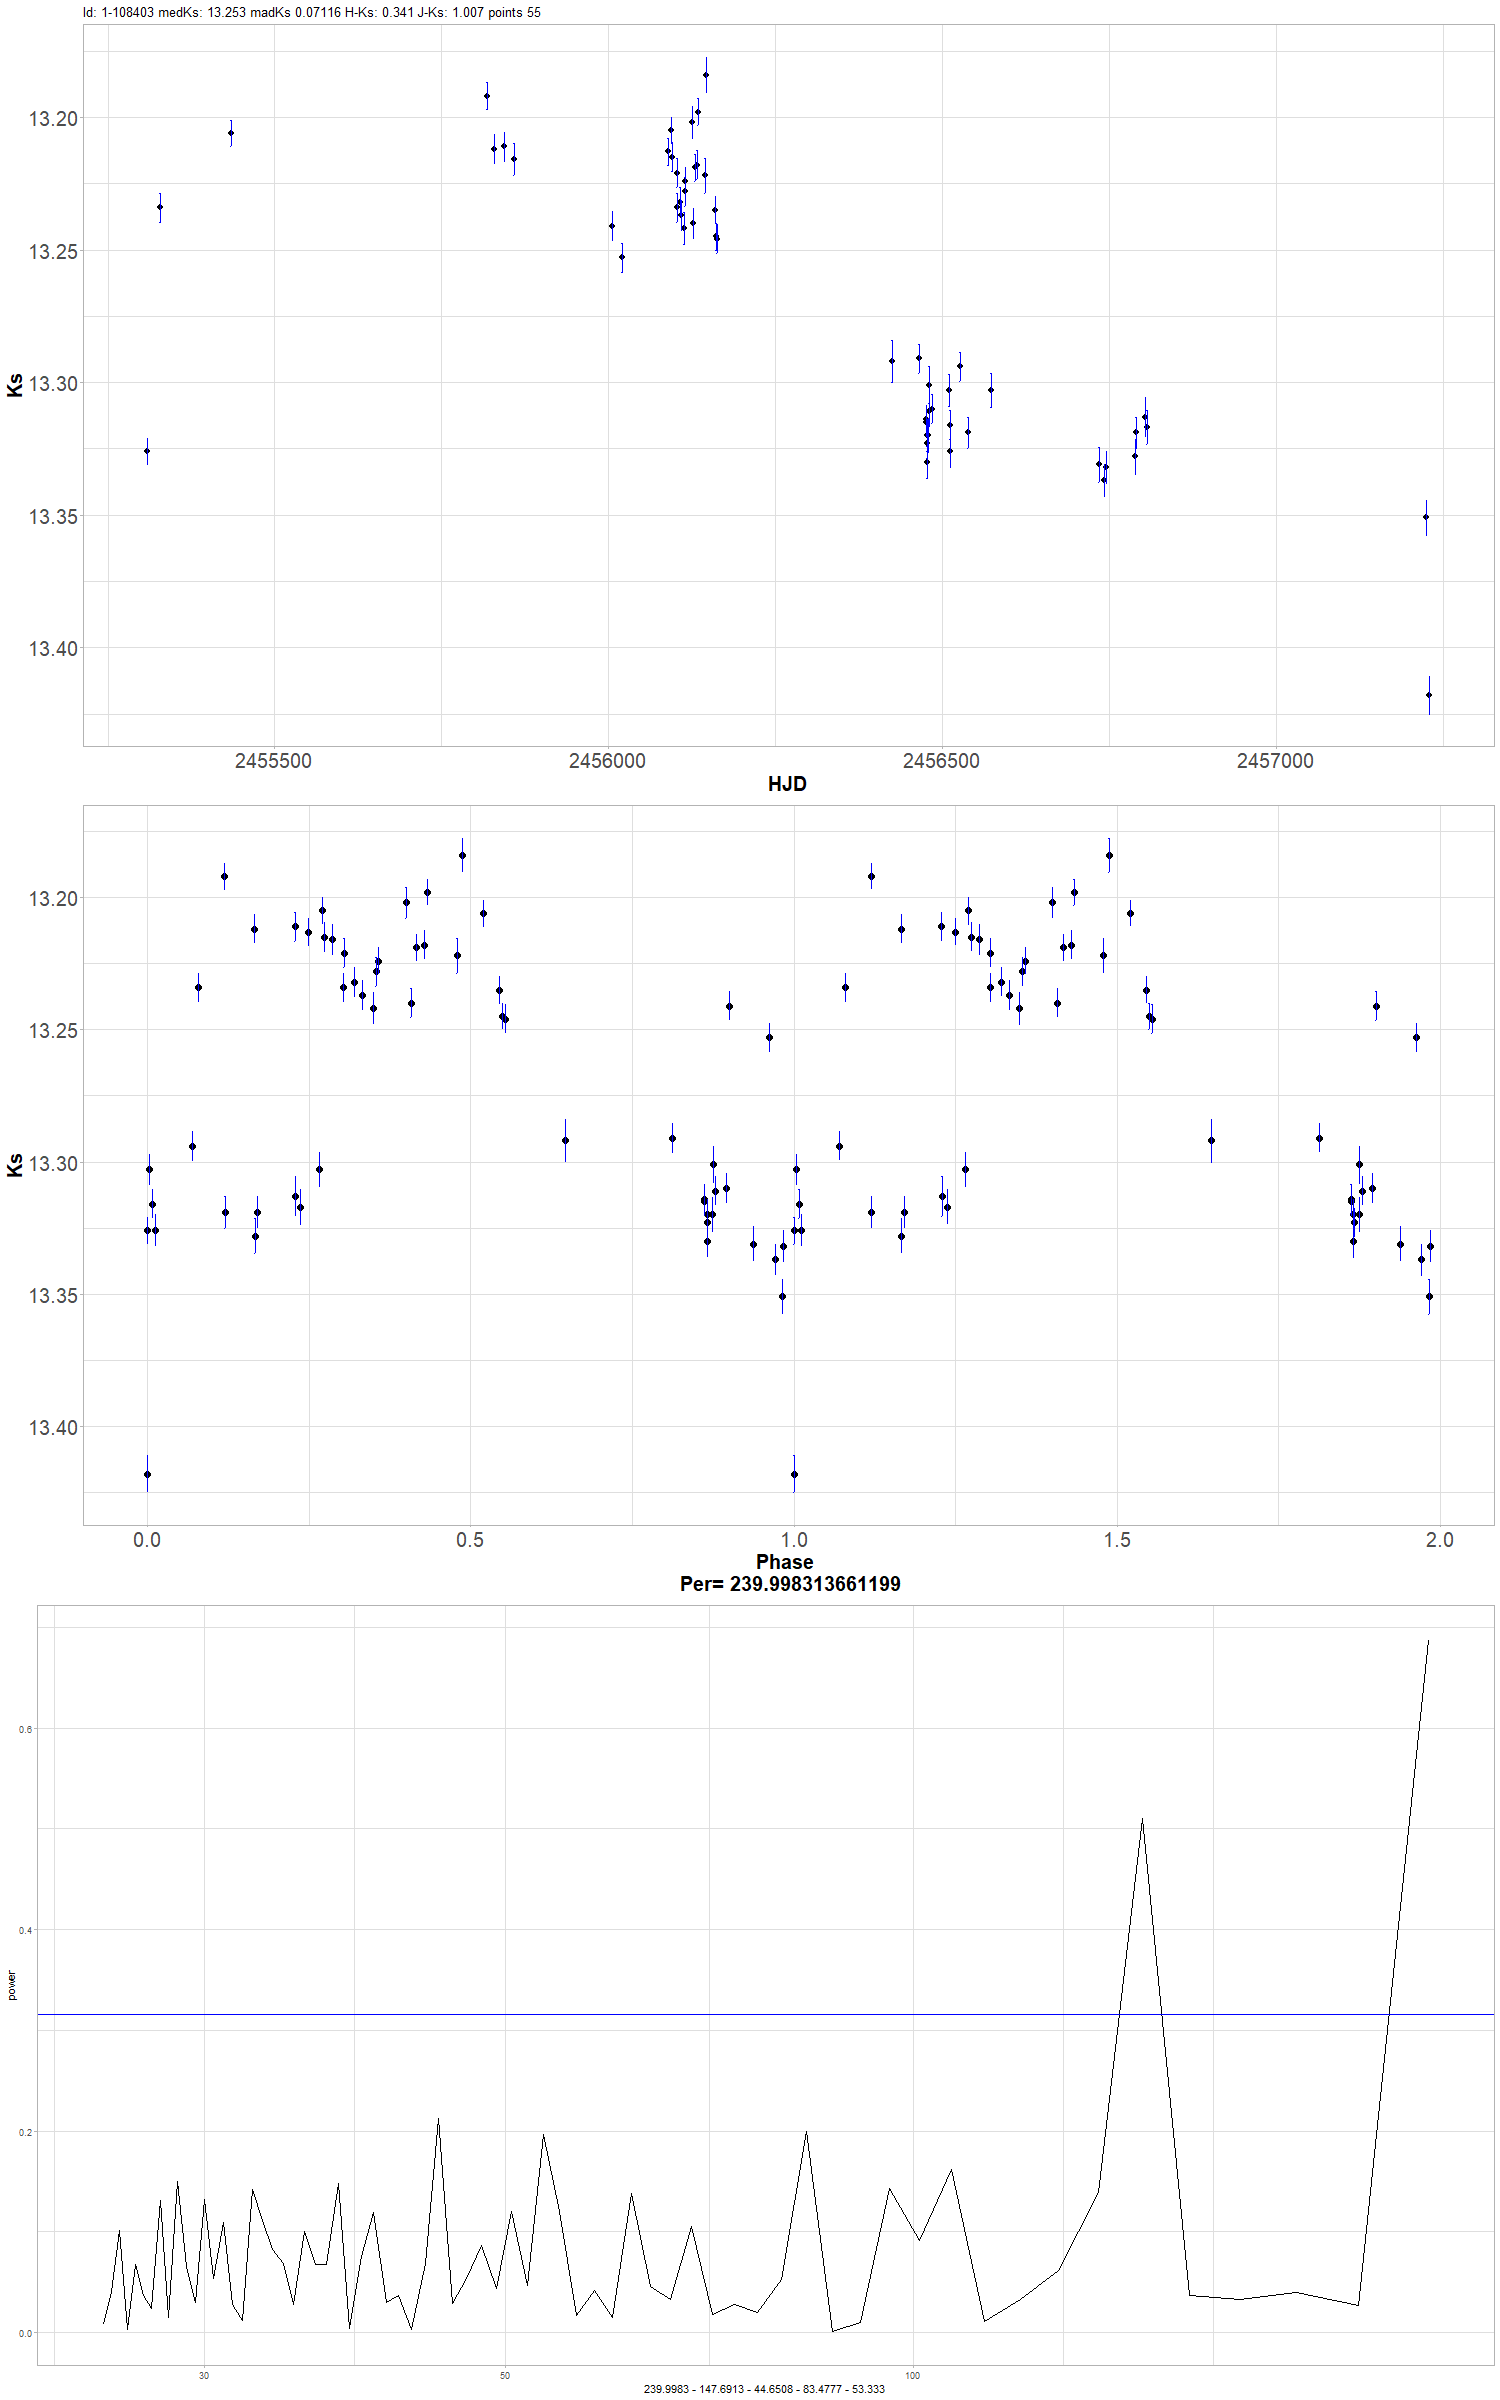 Id: 1-108403 medKs: 13.253 madKs 0.07116 H-Ks: 0.341 J-Ks: 1.007 points 55
13.20
13.25
13.30
13.35
13.40
Ks
2455500 2456000 2456500 2457000
HJD
13.20
13.25
13.30
13.35
13.40
Ks
0.0 0.5 1.0 1.5 2.0
Phase
Per= 239.998313661199
0.6
0.4
0.2
0.0
power
30 50 100
239.9983 - 147.6913 - 44.6508 - 83.4777 - 53.333